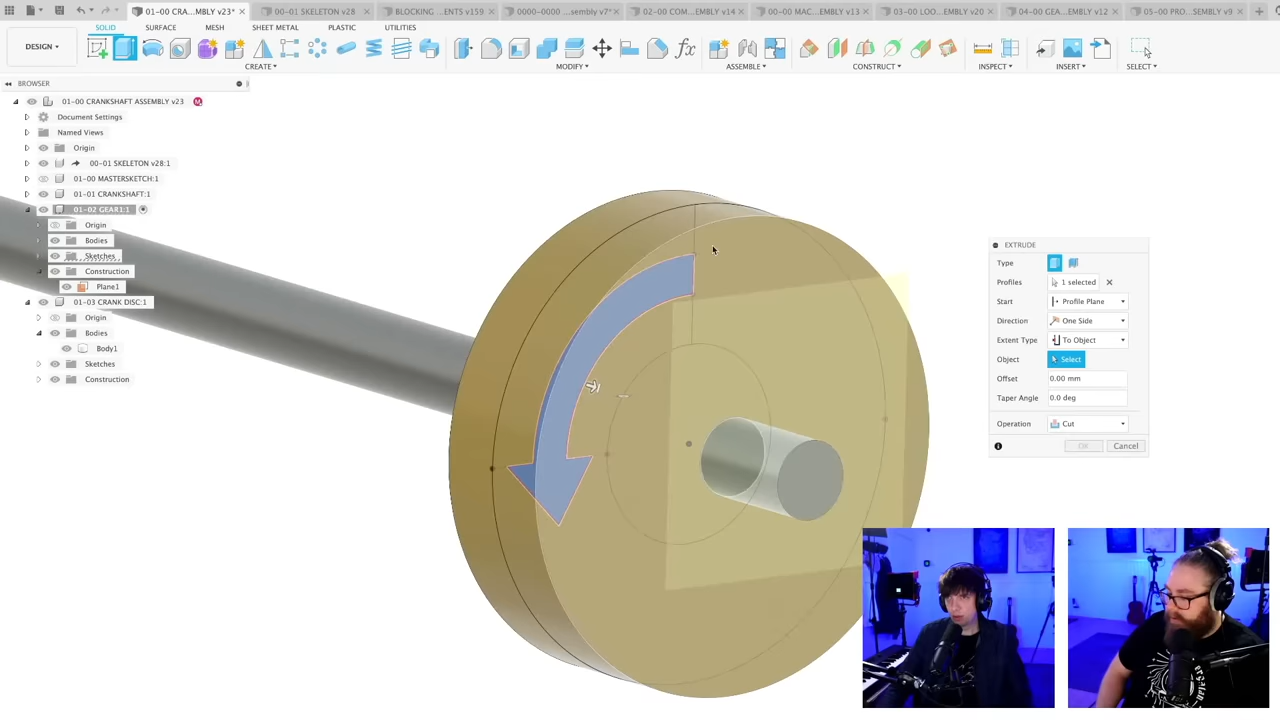 01-00 CRA...MBLY v23*
00-01 SKELETON v28
BLOCKING ...ENTS v159
0000-0000 ...sembly v7*
02-00 COM...EMBLY v14
00-00 MAC...EMBLY v13
03-00 LOO...EMBLY v20
04-00 GEA...EMBLY v12
05-00 PRO...SEMBLY v9
SOLID
SURFACE
MESH
SHEET METAL
PLASTIC
UTILITIES
DESIGN
CREATE
MODIFY
ASSEMBLE
CONSTRUCT
INSPECT
INSERT
SELECT
BROWSER
01-00 CRANKSHAFT ASSEMBLY v23
Document Settings
Named Views
Origin
00-01 SKELETON v28:1
01-00 MASTERSKETCH:1
01-01 CRANKSHAFT:1
01-02 GEAR1:1
Origin
Bodies
Sketches
Construction
Plane1
01-03 CRANK DISC:1
Origin
Bodies
Body1
Sketches
Construction
EXTRUDE
Type
Profiles 1 selected
Start Profile Plane
Direction One Side
Extent Type To Object
Object Select
Offset 0.00 mm
Taper Angle 0.0 deg
Operation Cut
OK Cancel